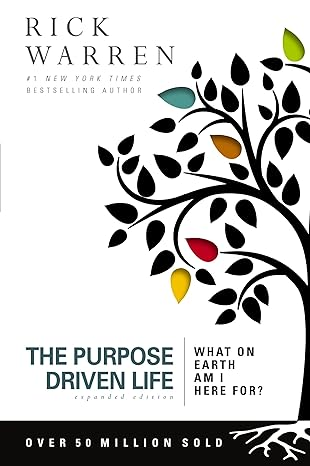 RICK
WARREN
#1 NEW YORK TIMES
BESTSELLING AUTHOR
THE PURPOSE
DRIVEN LIFE
expanded edition
WHAT ON
EARTH
AM I
HERE FOR?
OVER 50 MILLION SOLD